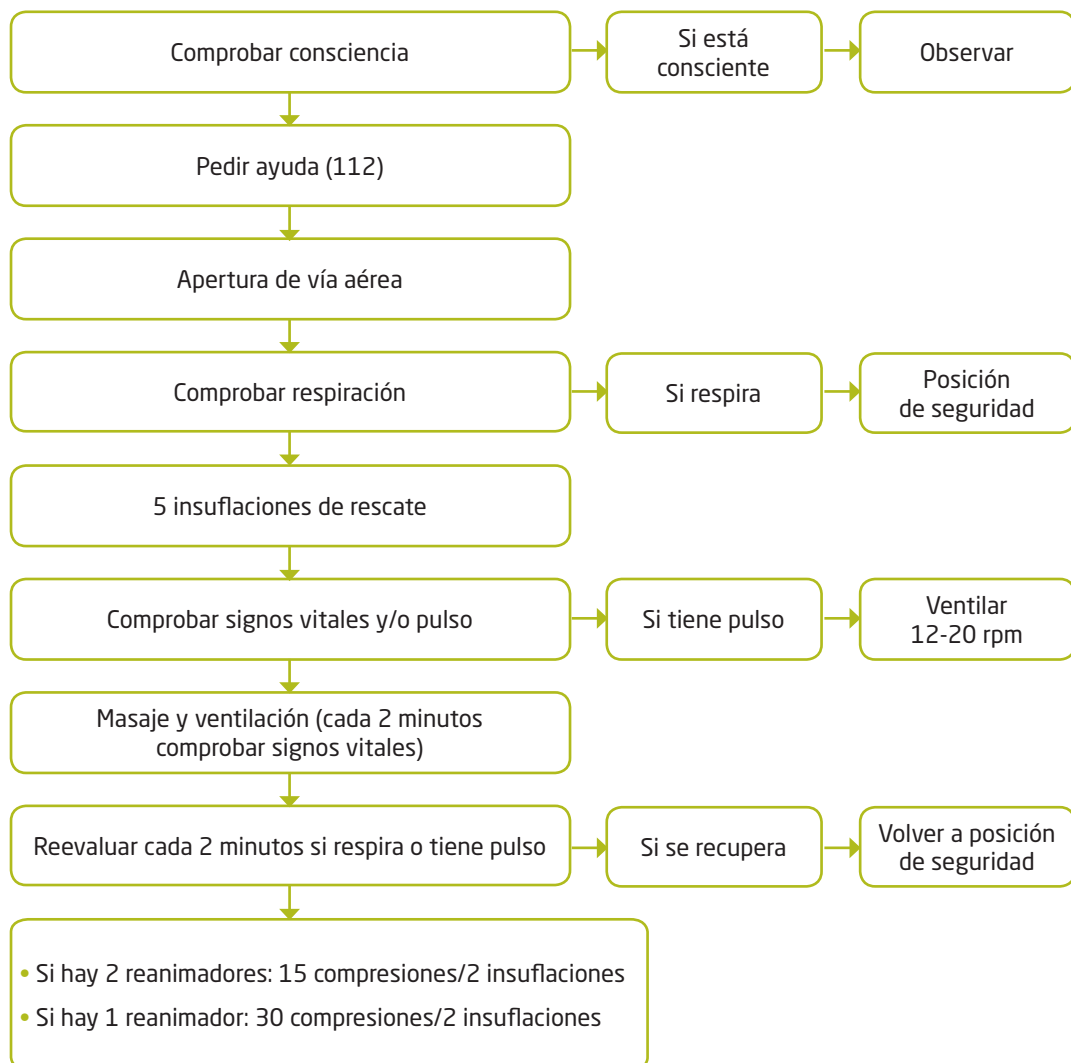 Comprobar consciencia
Si está
consciente
Observar
Pedir ayuda (112)
Apertura de vía aérea
Comprobar respiración
Si respira
Posición
de seguridad
5 insuflaciones de rescate
Comprobar signos vitales y/o pulso
Si tiene pulso
Ventilar
12-20 rpm
Masaje y ventilación (cada 2 minutos
comprobar signos vitales)
Reevaluar cada 2 minutos si respira o tiene pulso
Si se recupera
Volver a posición
de seguridad
• Si hay 2 reanimadores: 15 compresiones/2 insuflaciones
• Si hay 1 reanimador: 30 compresiones/2 insuflaciones